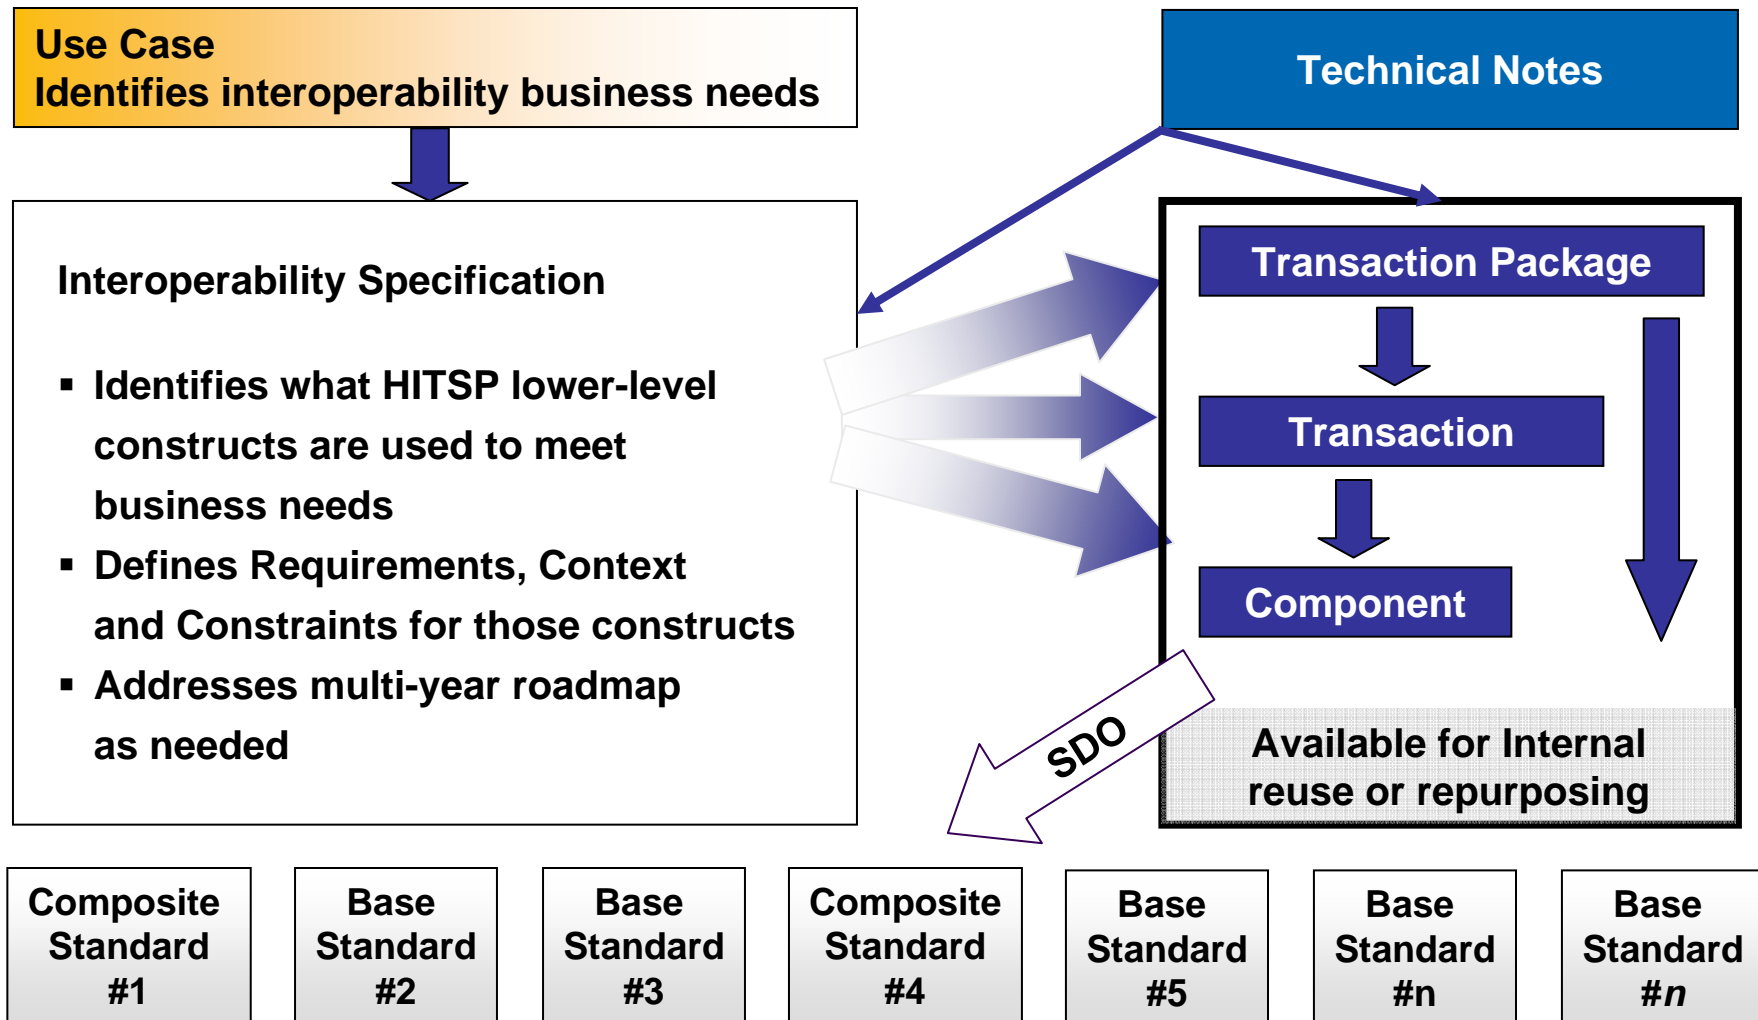 Use Case
Identifies interoperability business needs
Technical Notes
Interoperability Specification
▪ Identifies what HITSP lower-level
constructs are used to meet
business needs
▪ Defines Requirements, Context
and Constraints for those constructs
▪ Addresses multi-year roadmap
as needed
Transaction Package
Transaction
Component
Available for Internal
reuse or repurposing
SDO
Composite
Standard
#1
Base
Standard
#2
Base
Standard
#3
Composite
Standard
#4
Base
Standard
#5
Base
Standard
#n
Base
Standard
#n